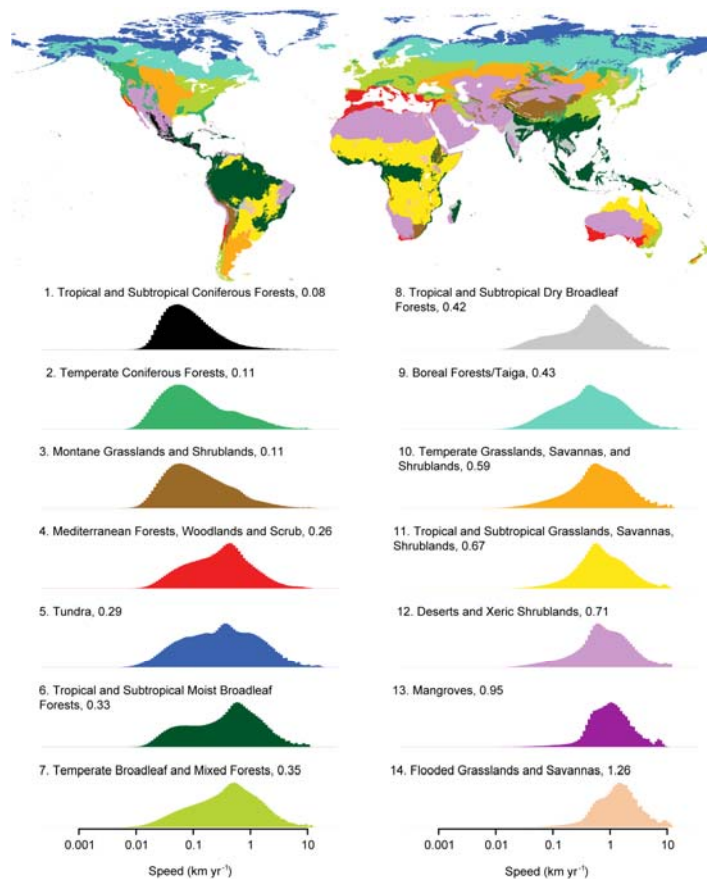 1. Tropical and Subtropical Coniferous Forests, 0.08
2. Temperate Coniferous Forests, 0.11
3. Montane Grasslands and Shrublands, 0.11
4. Mediterranean Forests, Woodlands and Scrub, 0.26
5. Tundra, 0.29
6. Tropical and Subtropical Moist Broadleaf
Forests, 0.33
7. Temperate Broadleaf and Mixed Forests, 0.35
0.001 0.01 0.1 1 10
Speed (km yr⁻¹)
8. Tropical and Subtropical Dry Broadleaf
Forests, 0.42
9. Boreal Forests/Taiga, 0.43
10. Temperate Grasslands, Savannas, and
Shrublands, 0.59
11. Tropical and Subtropical Grasslands, Savannas,
Shrublands, 0.67
12. Deserts and Xeric Shrublands, 0.71
13. Mangroves, 0.95
14. Flooded Grasslands and Savannas, 1.26
0.001 0.01 0.1 1 10
Speed (km yr⁻¹)